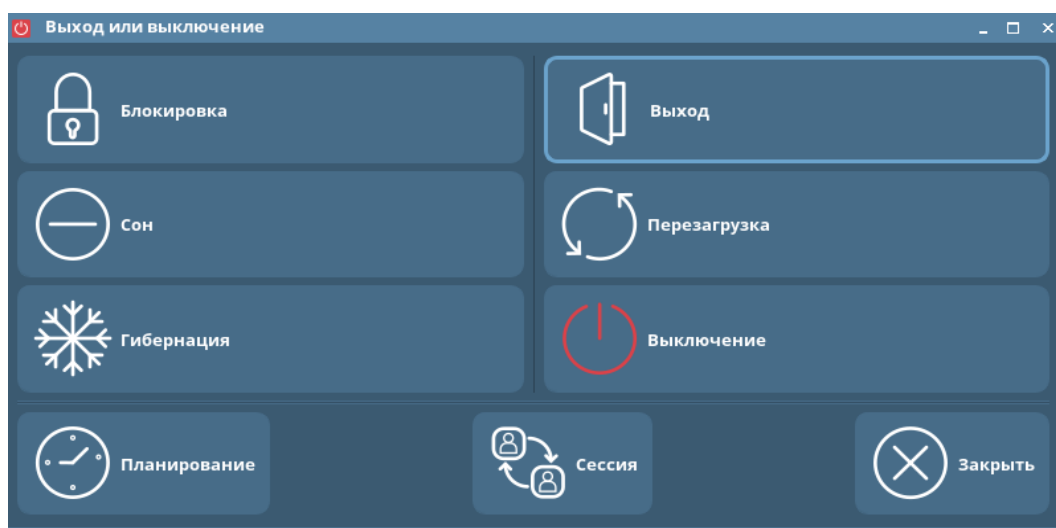 Выход или выключение
Блокировка
Выход
Сон
Перезагрузка
Гибернация
Выключение
Планирование
Сессия
Закрыть